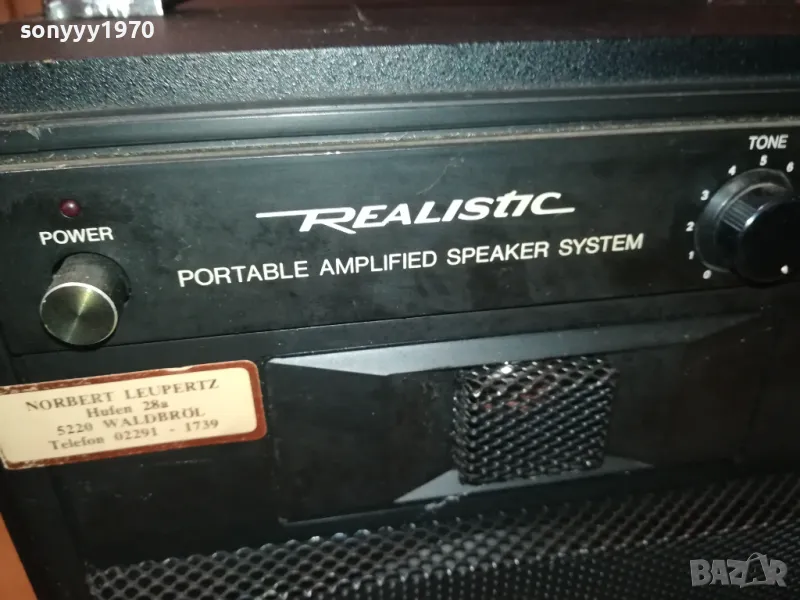 sonyyy1970
TONE
0 1 2 3 4 5 6
POWER
REALISTIC
PORTABLE AMPLIFIED SPEAKER SYSTEM
NORBERT LEUPERTZ
Hufen 28a
5220 WALDBRÖL
Telefon 02291 - 1739
BAZAR